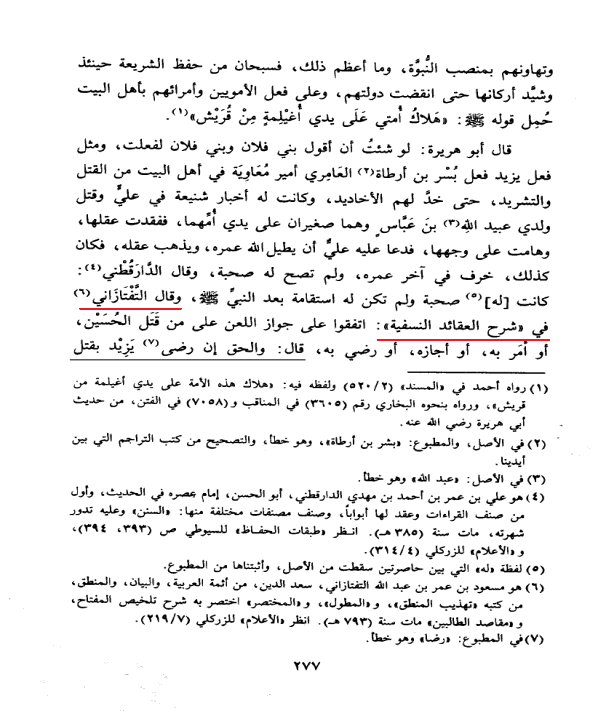 وتهاونهم بمنصب النُّبوَّة، وما أعظم ذلك، فسبحان من حفظ الشريعة حينئذ
وشيَّد أركانها حتى انقضت دولتهم، وعلى فعل الأمويين وأمرائهم بأهل البيت
حُمِل قوله ﷺ: «هَلاكُ أُمتي عَلَى يدي أُغيْلِمةٍ مِنْ قُرَيْش»(١).
قال أبو هريرة: لو شئتُ أن أقول بني فلان وبني فلان لفعلت، ومثل
فعل يزيد فعل بُسْر بن أرطاة(٢) العَامِري أمير مُعَاوِيَة في أهل البيت من القتل
والتشريد، حتى خدَّ لهم الأخاديد، وكانت له أخبار شنيعة في عليٍّ وقتل
ولدي عبيد الله(٣) بنَ عَبَّاس وهما صغيران على يدي أُمِّهما، ففقدت عقلها،
وهامت على وجهها، فدعا عليه عليٌّ أن يطيل الله عمره، ويذهب عقله، فكان
كذلك، خرف في آخر عمره، ولم تصح له صحبة، وقال الدَّارَقُطْني(٤):
كانت [له](٥) صحبة ولم تكن له استقامة بعد النبيّ ﷺ، وقال التَّفْتَازَاني(٦)
في «شرح العقائد النسفية»: اتفقوا على جواز اللعن على من قَتَل الحُسَيْن،
أو أمَر به، أو أجازه، أو رضي به، قال: والحق إن رضى(٧) يَزِيْد بقتل
(١) رواه أحمد في «المسند» (٥٢٠/٢) ولفظه فيه: «هلاك هذه الأمة على يدي أغيلمة من
قريش»، ورواه بنحوه البخاري رقم (٣٦٠٥) في المناقب و(٧٠٥٨) في الفتن، من حديث
أبي هريرة رضي الله عنه.
(٢) في الأصل، والمطبوع: «بشر بن أرطاة»، وهو خطأ، والتصحيح من كتب التراجم التي بين
أيدينا.
(٣) في الأصل: «عبد الله» وهو خطأ.
(٤) هو علي بن عمر بن أحمد بن مهدي الدارقطني، أبو الحسن، إمام عصره في الحديث، وأول
من صنف القراءات وعقد لها أبواباً، وصنف مصنفات مختلفة منها: «السنن» وعليه تدور
شهرته، مات سنة (٣٨٥ هـ). انظر «طبقات الحفاظ» للسيوطي ص (٣٩٣، ٣٩٤)،
و«الأعلام» للزركلي (٣١٤/٤).
(٥) لفظة «له» التي بين حاصرتين سقطت من الأصل، وأثبتناها من المطبوع.
(٦) هو مسعود بن عمر بن عبد الله التفتازاني، سعد الدين، من أئمة العربية، والبيان، والمنطق،
من كتبه «تهذيب المنطق»، و«المطول»، و«المختصر» اختصر به شرح تلخيص المفتاح،
و«مقاصد الطالبين» مات سنة (٧٩٣ هـ). انظر «الأعلام» للزركلي (٢١٩/٧).
(٧) في المطبوع: «رضا» وهو خطأ.
٢٧٧